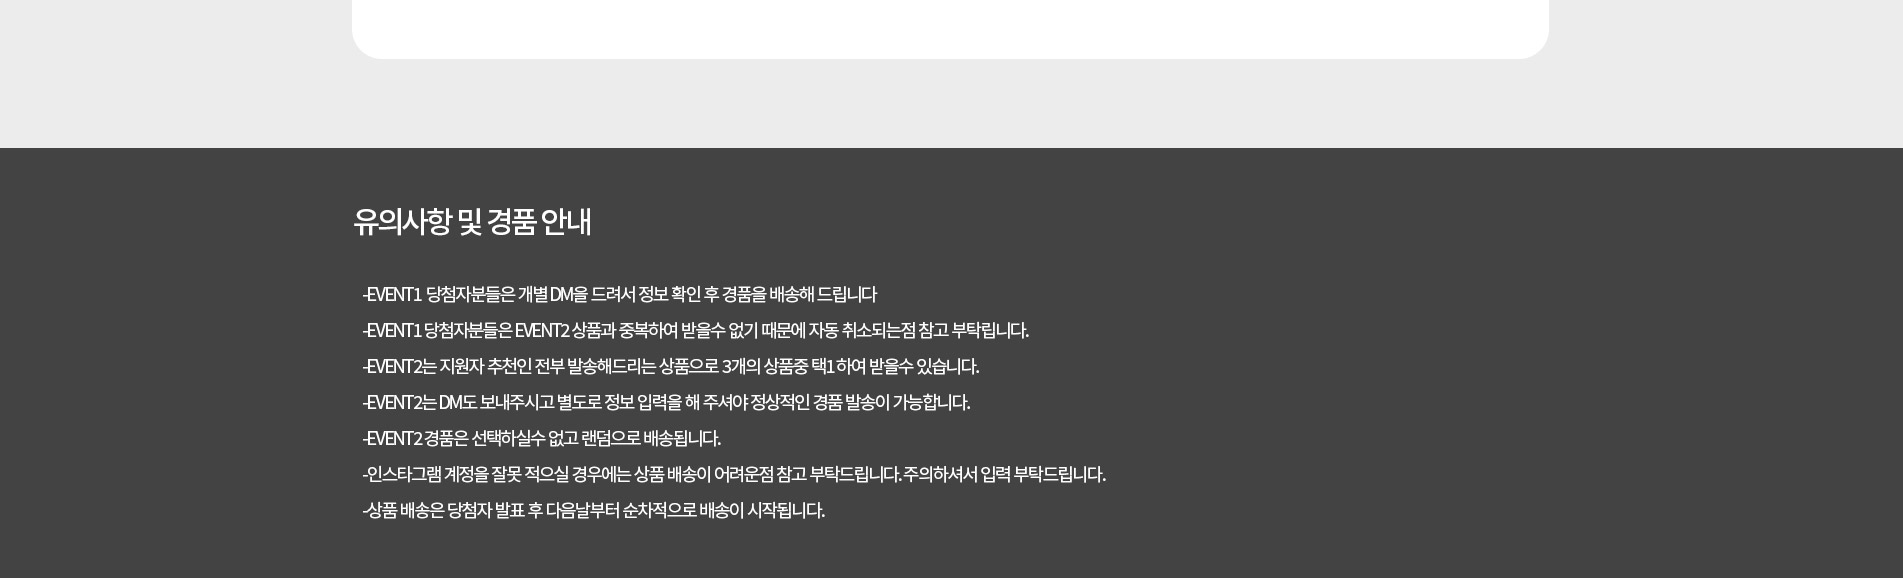 유의사항 및 경품 안내
-EVENT1 당첨자분들은 개별 DM을 드려서 정보 확인 후 경품을 배송해 드립니다
-EVENT1 당첨자분들은 EVENT2 상품과 중복하여 받을수 없기 때문에 자동 취소되는점 참고 부탁립니다.
-EVENT2는 지원자 추천인 전부 발송해드리는 상품으로 3개의 상품중 택1 하여 받을수 있습니다.
-EVENT2는 DM도 보내주시고 별도로 정보 입력을 해 주셔야 정상적인 경품 발송이 가능합니다.
-EVENT2 경품은 선택하실수 없고 랜덤으로 배송됩니다.
-인스타그램 계정을 잘못 적으실 경우에는 상품 배송이 어려운점 참고 부탁드립니다. 주의하셔서 입력 부탁드립니다.
-상품 배송은 당첨자 발표 후 다음날부터 순차적으로 배송이 시작됩니다.